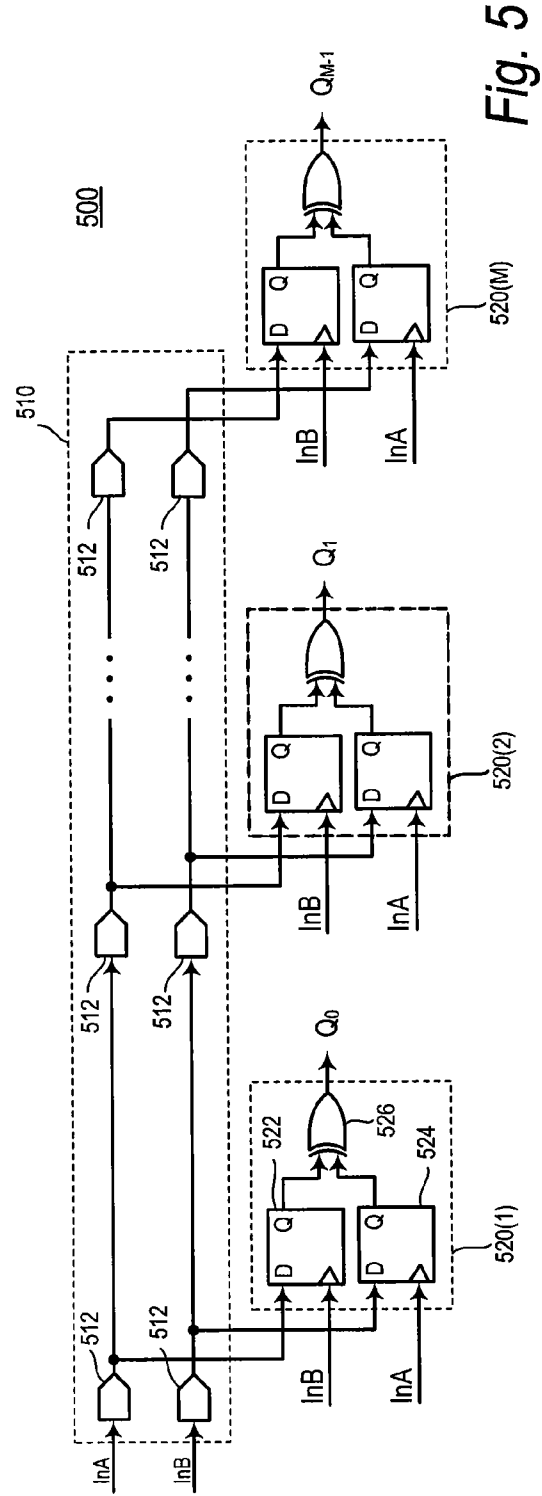 500
510
InA
InB
512
512
512
512
512
512
D
Q
522
InB
D
Q
524
InA
526
Q0
520(1)
D
Q
InB
D
Q
InA
Q1
520(2)
D
Q
InB
D
Q
InA
QM-1
520(M)
Fig. 5